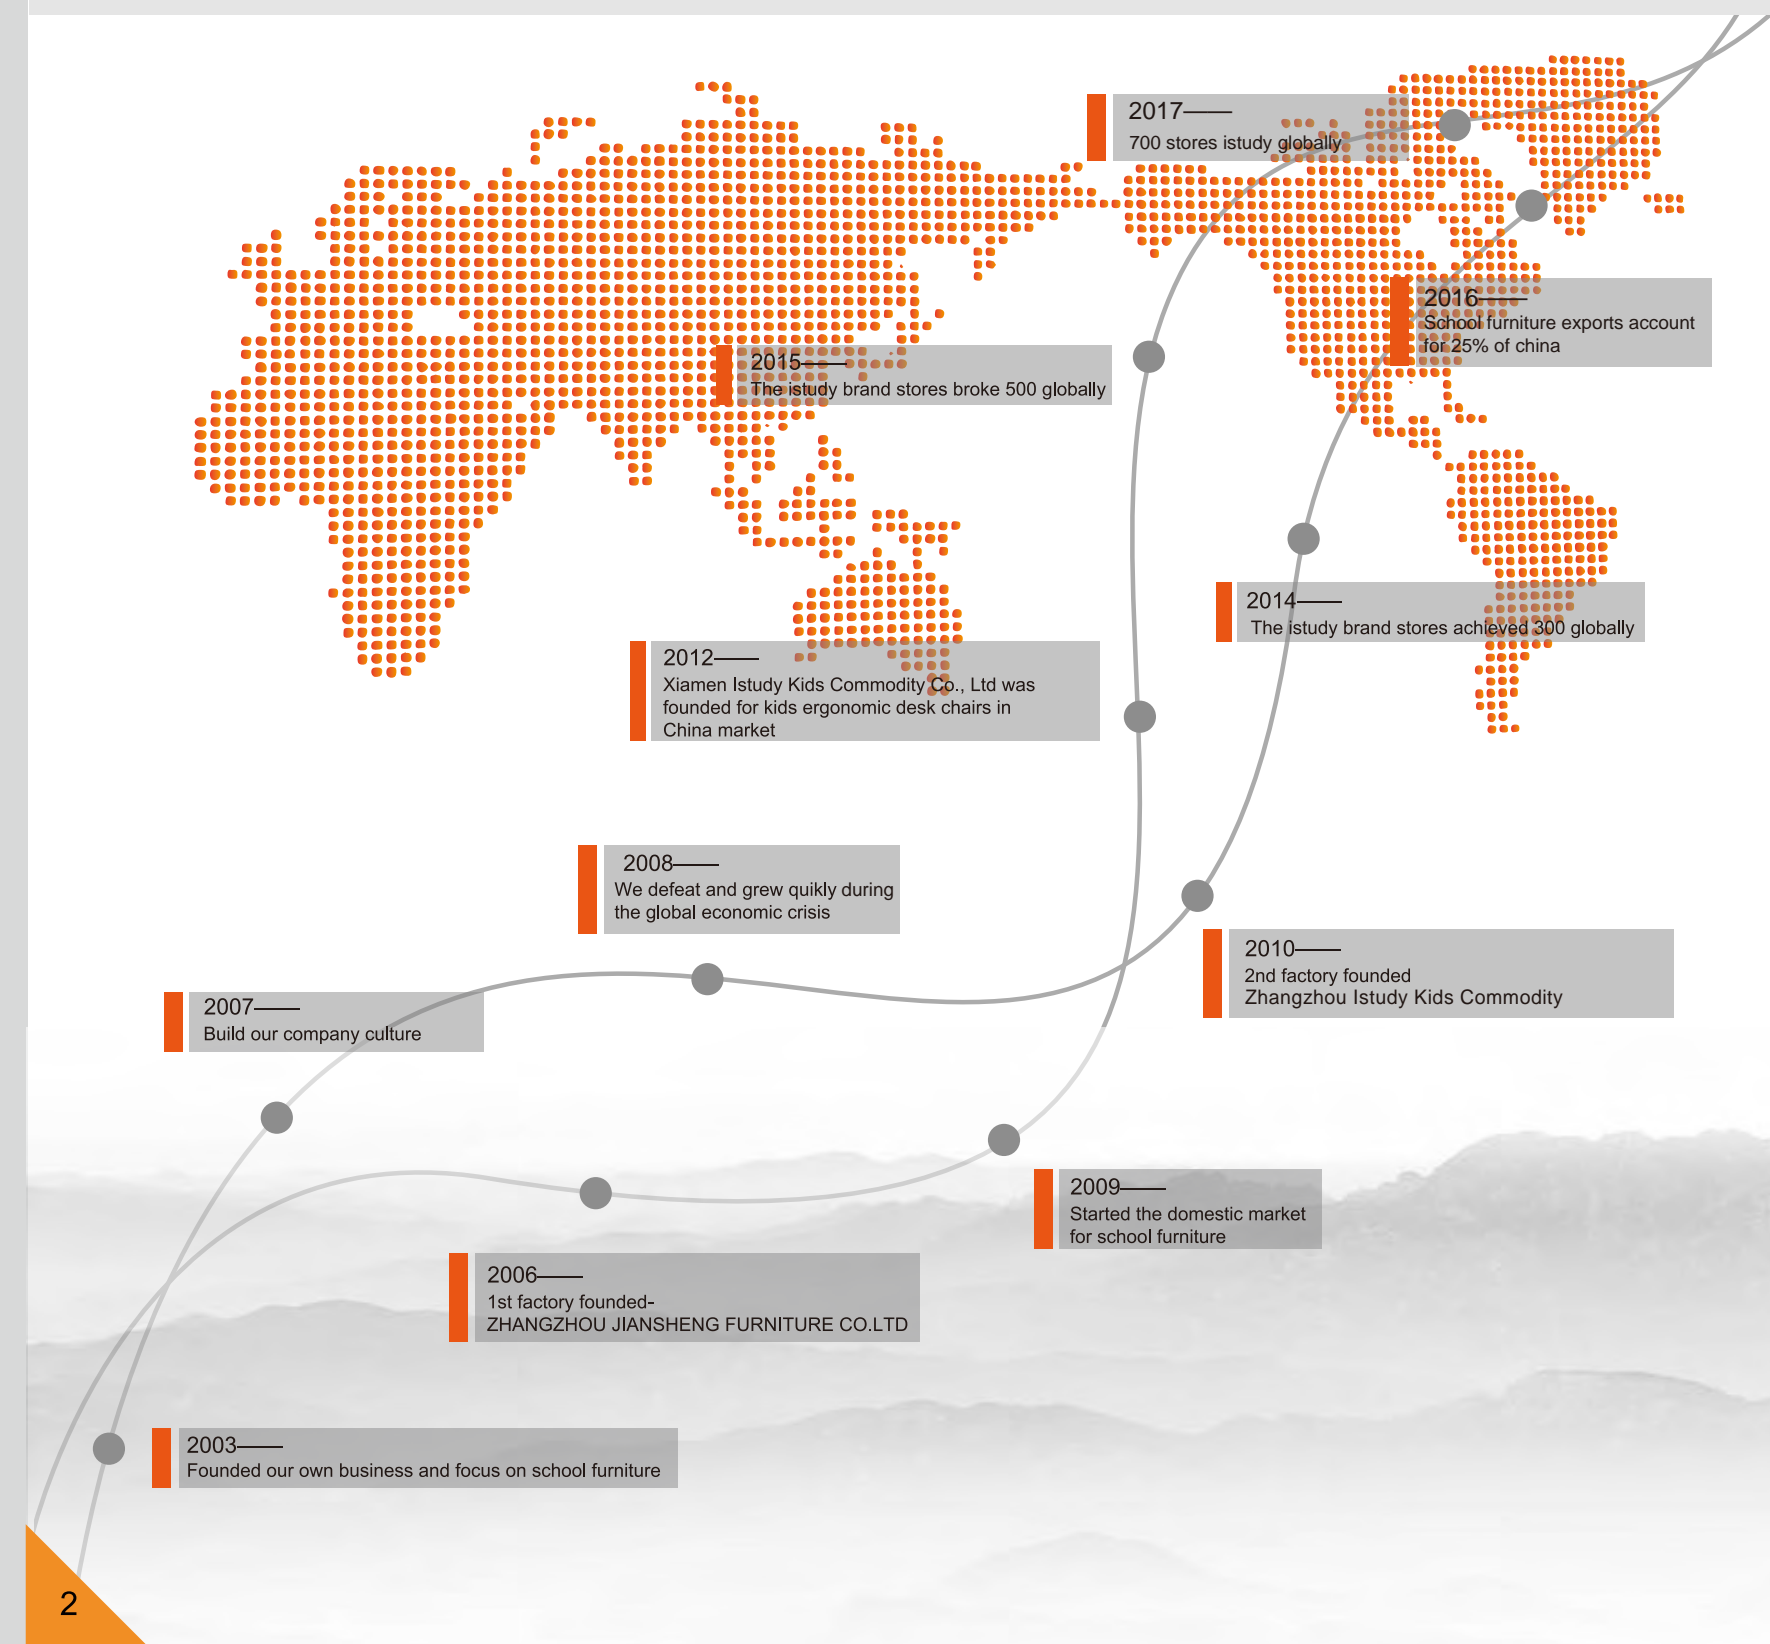 2017——
700 stores istudy globally
2016——
School furniture exports account
for 25% of china
2015——
The istudy brand stores broke 500 globally
2014——
The istudy brand stores achieved 300 globally
2012——
Xiamen Istudy Kids Commodity Co., Ltd was
founded for kids ergonomic desk chairs in
China market
2008——
We defeat and grew quikly during
the global economic crisis
2010——
2nd factory founded
Zhangzhou Istudy Kids Commodity
2007——
Build our company culture
2009——
Started the domestic market
for school furniture
2006——
1st factory founded-
ZHANGZHOU JIANSHENG FURNITURE CO.LTD
2003——
Founded our own business and focus on school furniture
2